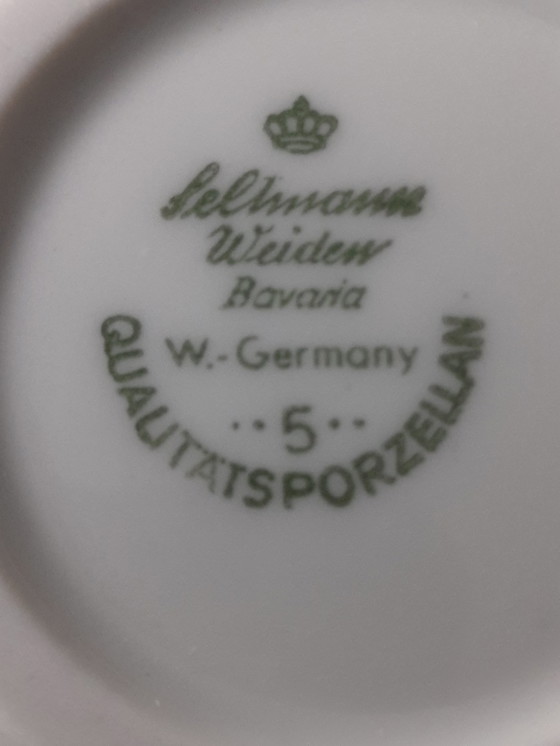 Seltmann
Weiden
Bavaria
W.-Germany
··5··
QUALITÄTSPORZELLAN